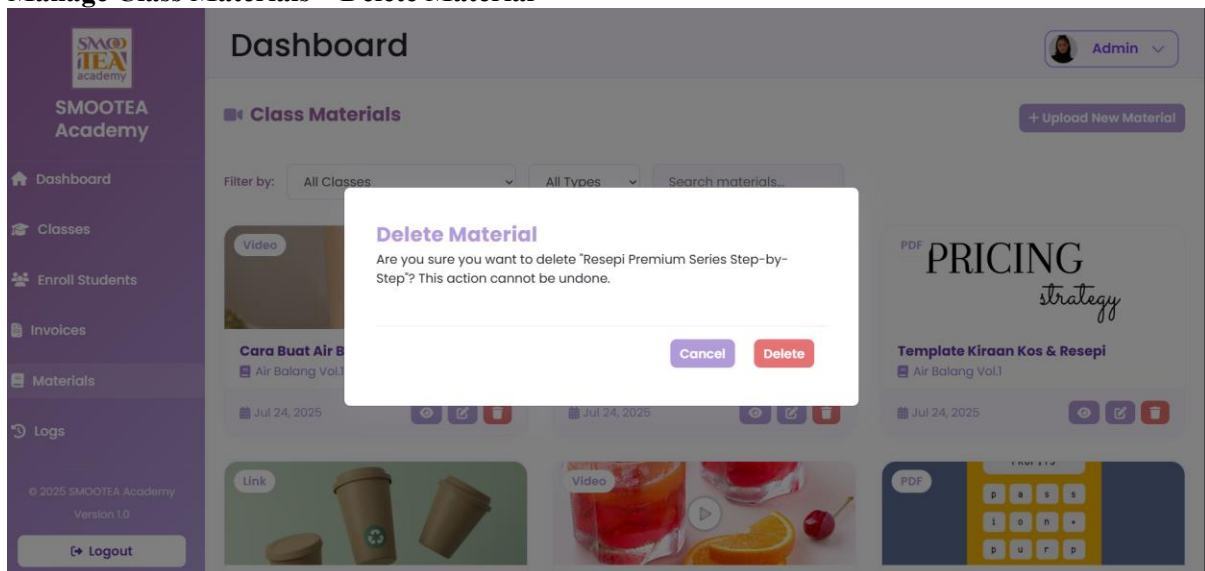 Manage Class Materials – Delete Material
SMOO
iTEA
academy
SMOOTEA
Academy
Dashboard
Classes
Enroll Students
Invoices
Materials
Logs
© 2025 SMOOTEA Academy
Version 1.0
Logout
Dashboard
Admin
Class Materials
+ Upload New Material
Filter by:
All Classes
All Types
Search materials...
Delete Material
Are you sure you want to delete "Resepi Premium Series Step-by-
Step"? This action cannot be undone.
Cancel
Delete
Video
Cara Buat Air B
Air Balang Vol.1
Jul 24, 2025
Jul 24, 2025
PDF
PRICING
strategy
Template Kiraan Kos & Resepi
Air Balang Vol.1
Jul 24, 2025
Link
Video
PDF
p a s s
i o n +
p u r p